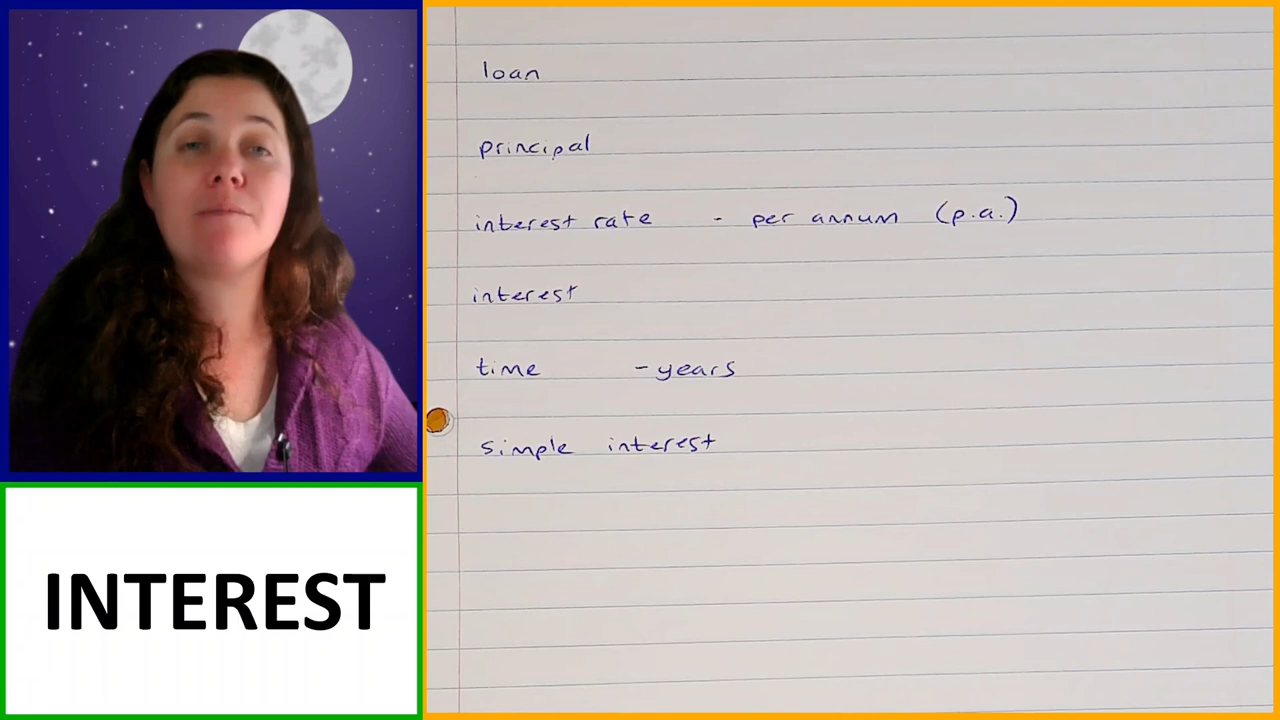 loan
principal
interest rate - per annum (p.a.)
interest
time - years
simple interest
INTEREST